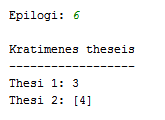 Epilogi: 6
Kratimenes theseis
------------------
Thesi 1: 3
Thesi 2: [4]